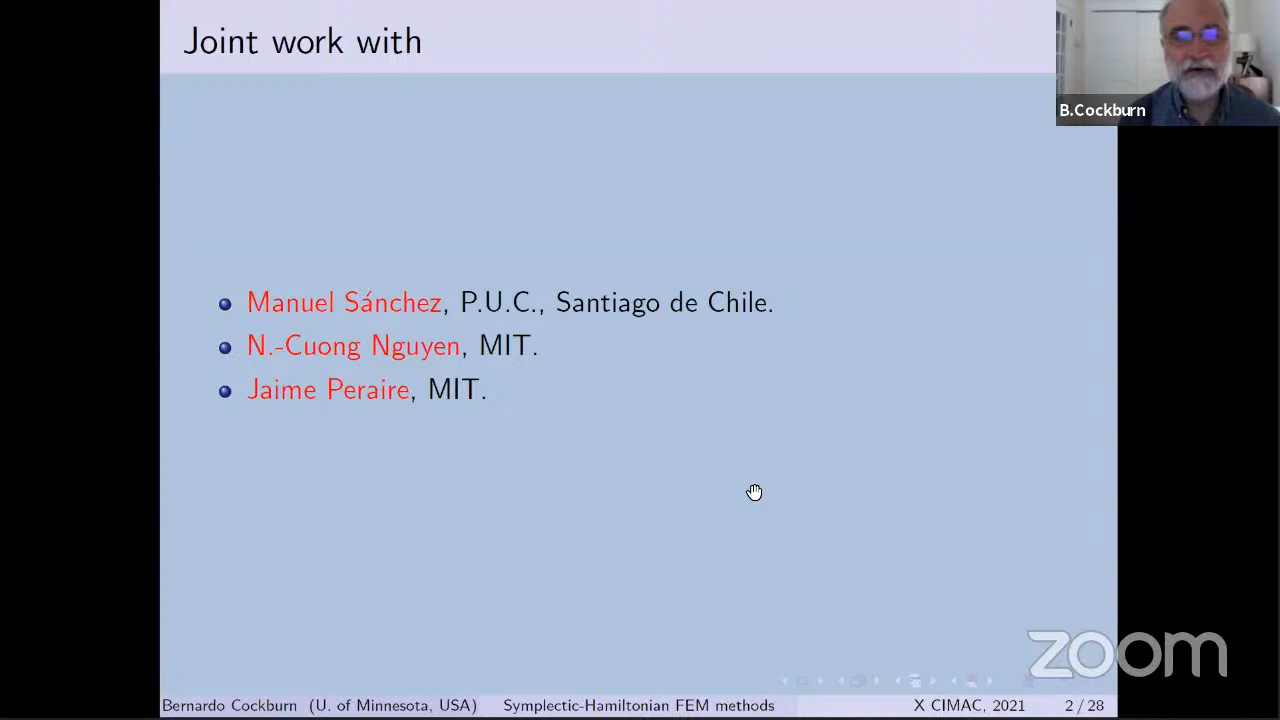 Joint work with
B.Cockburn
Manuel Sánchez, P.U.C., Santiago de Chile.
N.-Cuong Nguyen, MIT.
Jaime Peraire, MIT.
zoom
Bernardo Cockburn (U. of Minnesota, USA) Symplectic-Hamiltonian FEM methods X CIMAC, 2021 2 / 28